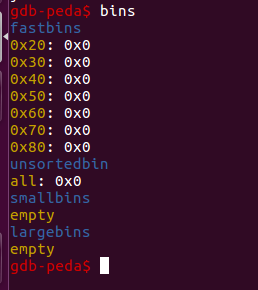 gdb-peda$ bins
fastbins
0x20: 0x0
0x30: 0x0
0x40: 0x0
0x50: 0x0
0x60: 0x0
0x70: 0x0
0x80: 0x0
unsortedbin
all: 0x0
smallbins
empty
largebins
empty
gdb-peda$